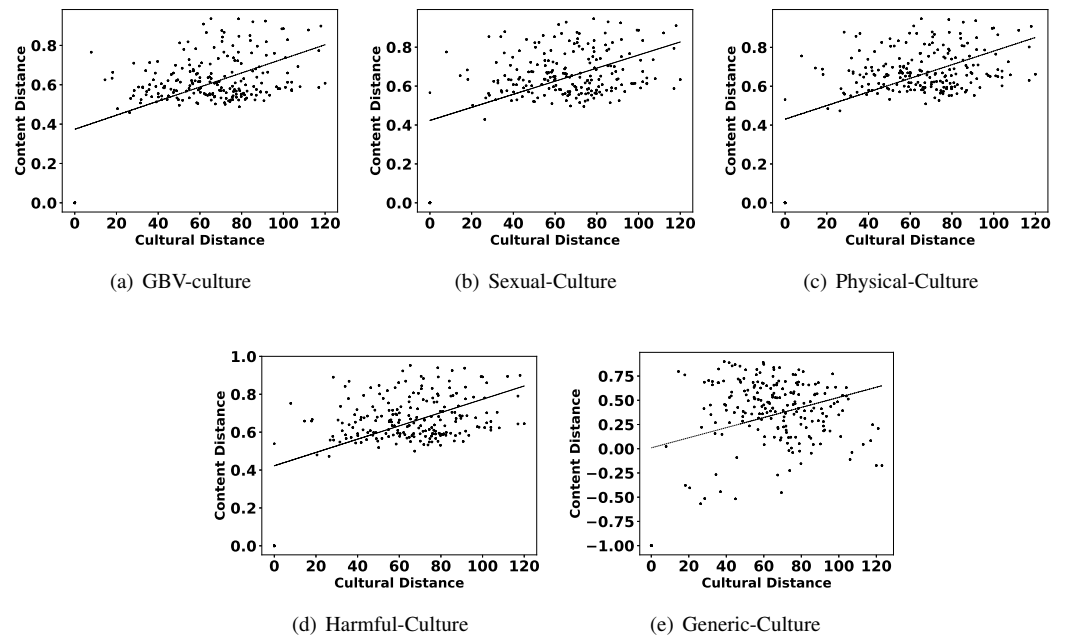 Content Distance
0.8
0.6
0.4
0.2
0.0
0 20 40 60 80 100 120
Cultural Distance
(a) GBV-culture
Content Distance
0.8
0.6
0.4
0.2
0.0
0 20 40 60 80 100 120
Cultural Distance
(b) Sexual-Culture
Content Distance
0.8
0.6
0.4
0.2
0.0
0 20 40 60 80 100 120
Cultural Distance
(c) Physical-Culture
Content Distance
1.0
0.8
0.6
0.4
0.2
0.0
0 20 40 60 80 100 120
Cultural Distance
(d) Harmful-Culture
Content Distance
0.75
0.50
0.25
0.00
−0.25
−0.50
−0.75
−1.00
0 20 40 60 80 100 120
Cultural Distance
(e) Generic-Culture